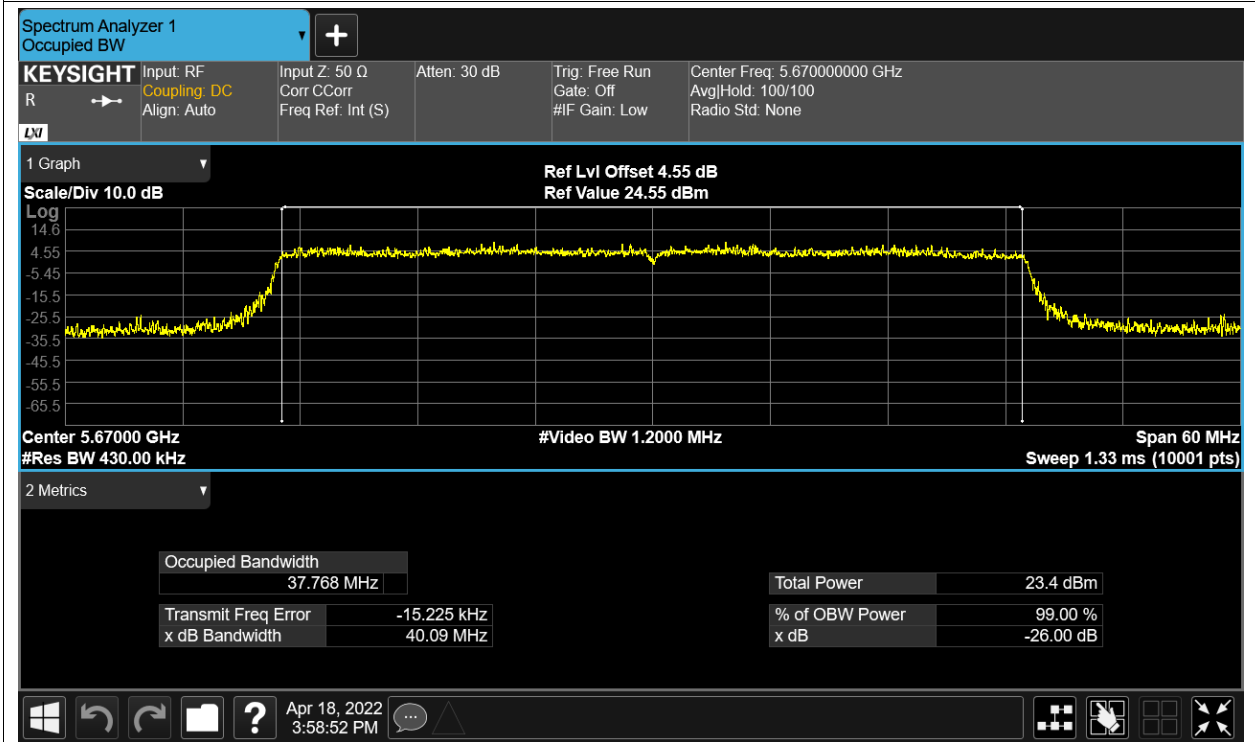 Spectrum Analyzer 1
Occupied BW
KEYSIGHT
R
LXI
Input: RF
Coupling: DC
Align: Auto
Input Z: 50 Ω
Corr CCorr
Freq Ref: Int (S)
Atten: 30 dB
Trig: Free Run
Gate: Off
#IF Gain: Low
Center Freq: 5.670000000 GHz
Avg|Hold: 100/100
Radio Std: None
1 Graph
Scale/Div 10.0 dB
Ref Lvl Offset 4.55 dB
Ref Value 24.55 dBm
Log
14.6
4.55
-5.45
-15.5
-25.5
-35.5
-45.5
-55.5
-65.5
Center 5.67000 GHz
#Video BW 1.2000 MHz
Span 60 MHz
#Res BW 430.00 kHz
Sweep 1.33 ms (10001 pts)
2 Metrics
Occupied Bandwidth
37.768 MHz
Total Power 23.4 dBm
Transmit Freq Error -15.225 kHz
% of OBW Power 99.00 %
x dB Bandwidth 40.09 MHz
x dB -26.00 dB
?
Apr 18, 2022
3:58:52 PM